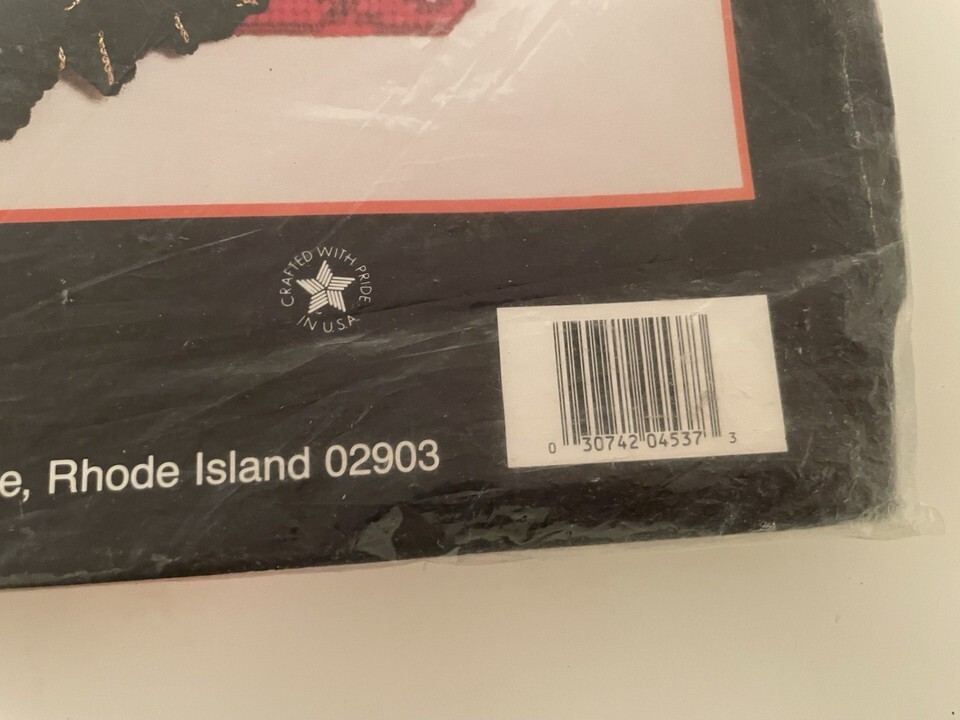 CRAFTED WITH PRIDE
IN U.S.A.
0 30742 04537 3
e, Rhode Island 02903